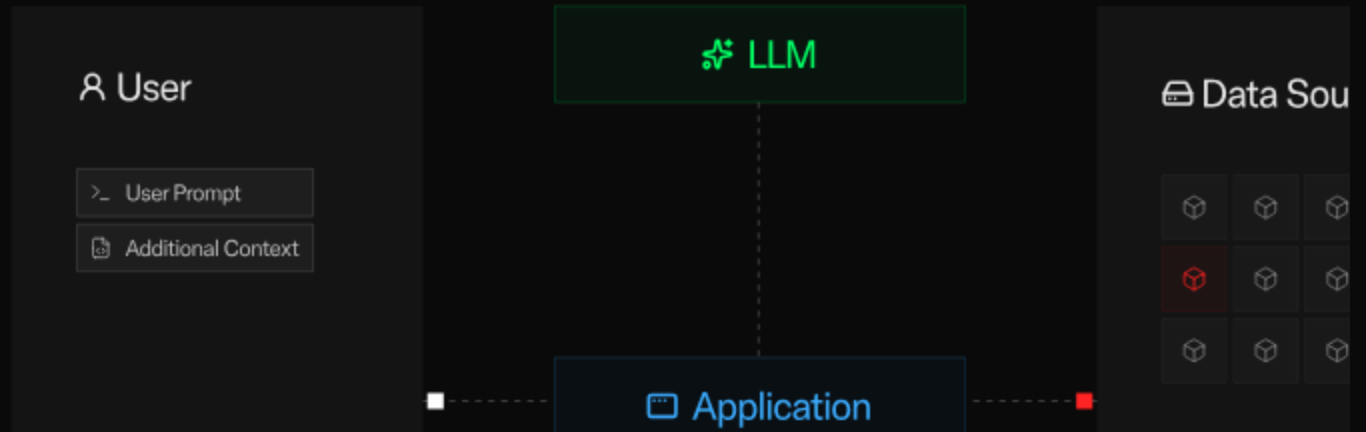 User
User Prompt
Additional Context
LLM
Application
Data Sou